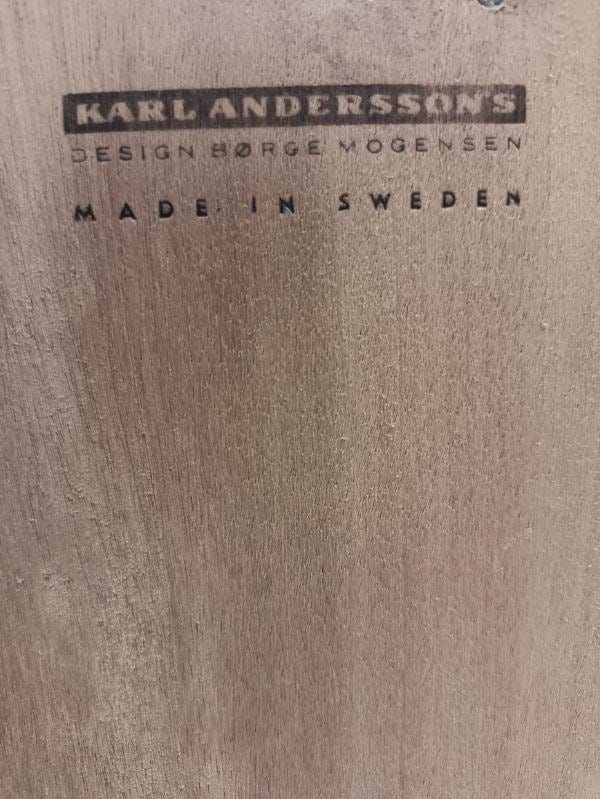 KARL ANDERSSON'S
DESIGN BØRGE MOGENSEN
MADE IN SWEDEN